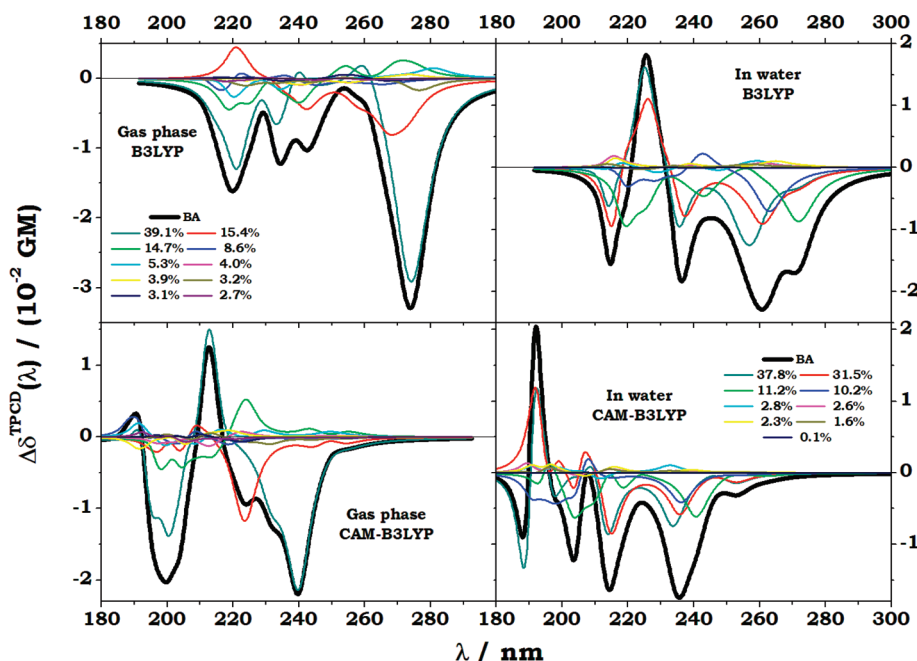 180 200 220 240 260 280 180 200 220 240 260 280 300
Δδ^TPCD(λ) / (10^-2 GM)
0
-1
-2
-3
Gas phase
B3LYP
BA
39.1% 15.4%
14.7% 8.6%
5.3% 4.0%
3.9% 3.2%
3.1% 2.7%
In water
B3LYP
2
1
0
-1
-2
1
0
-1
-2
Gas phase
CAM-B3LYP
In water
CAM-B3LYP
BA
37.8% 31.5%
11.2% 10.2%
2.8% 2.6%
2.3% 1.6%
0.1%
2
1
0
-1
180 200 220 240 260 280 180 200 220 240 260 280 300
λ / nm